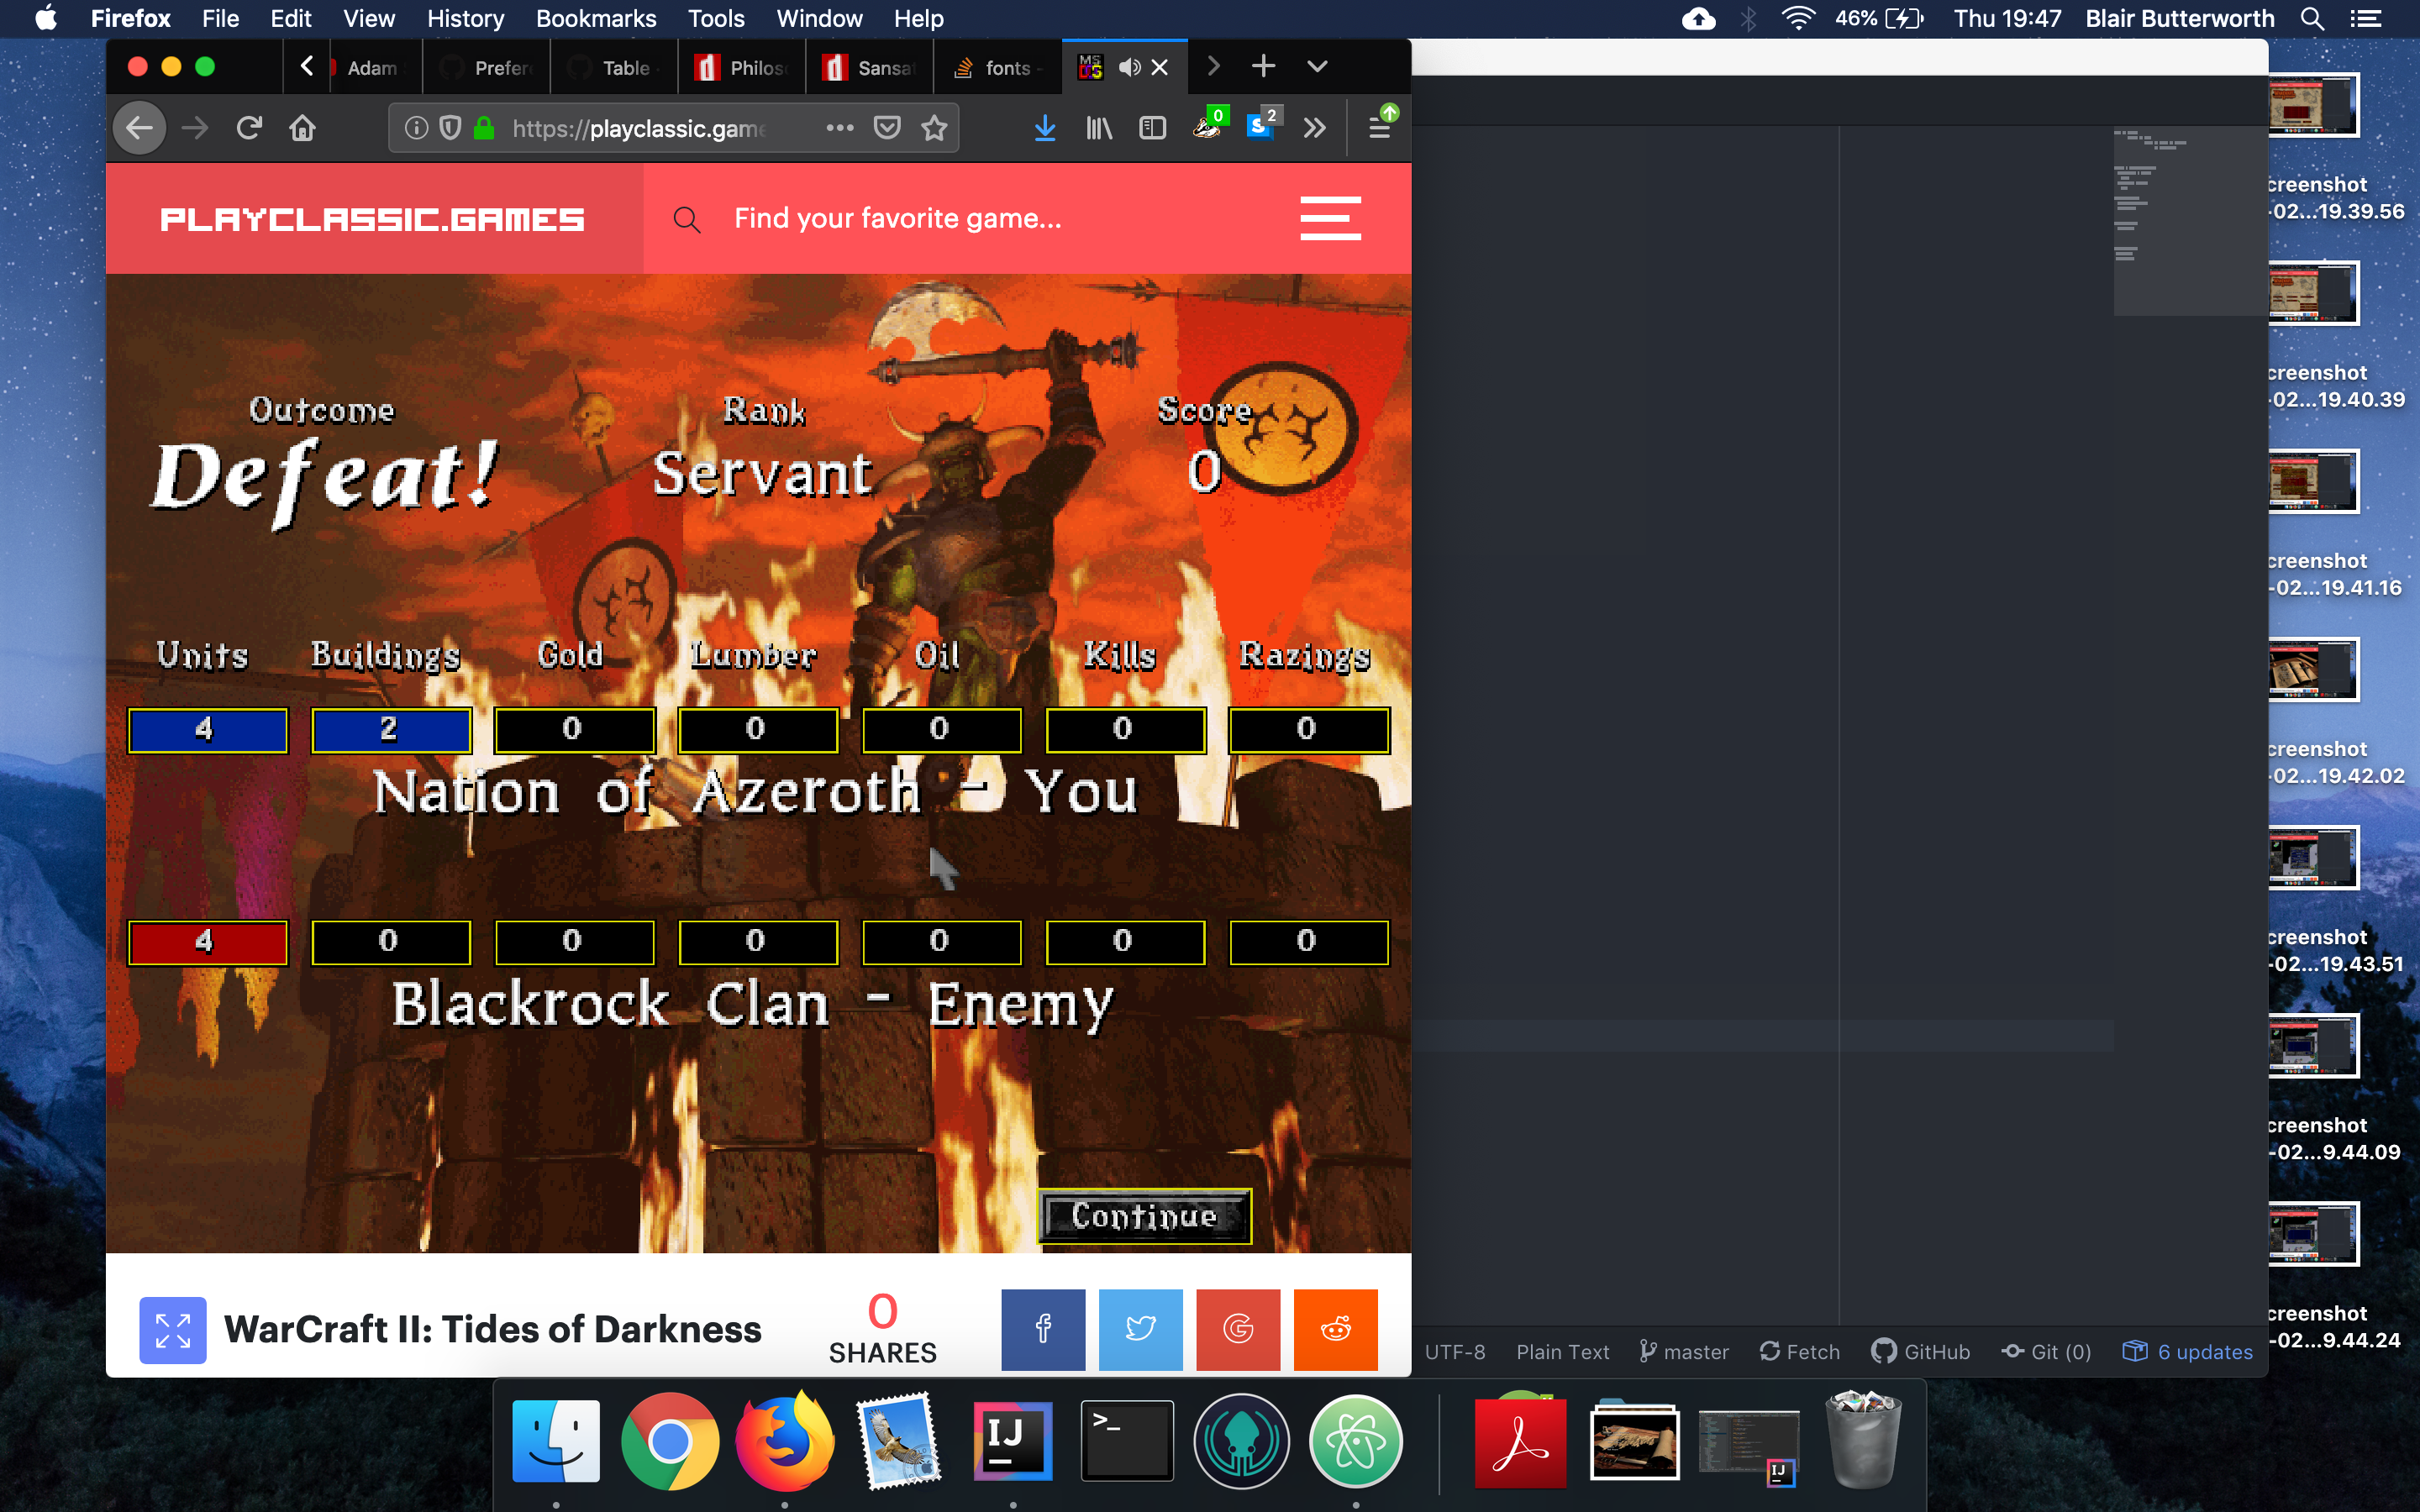 Firefox File Edit View History Bookmarks Tools Window Help 46% Thu 19:47 Blair Butterworth
Adam Prefer Table Philos Sansat fonts -
https://playclassic.game 0 S 2
PLAYCLASSIC.GAMES Find your favorite game...
Outcome Rank Score
Defeat! Servant 0
Units Buildings Gold Lumber Oil Kills Razings
4 2 0 0 0 0 0
Nation of Azeroth - You
4 0 0 0 0 0 0
Blackrock Clan - Enemy
Continue
WarCraft II: Tides of Darkness 0 SHARES
UTF-8 Plain Text master Fetch GitHub Git (0) 6 updates
creenshot
-02...19.39.56
creenshot
-02...19.40.39
creenshot
-02...19.41.16
creenshot
-02...19.42.02
creenshot
-02...19.43.51
creenshot
-02...9.44.09
creenshot
-02...9.44.24
IJ >_ IJ